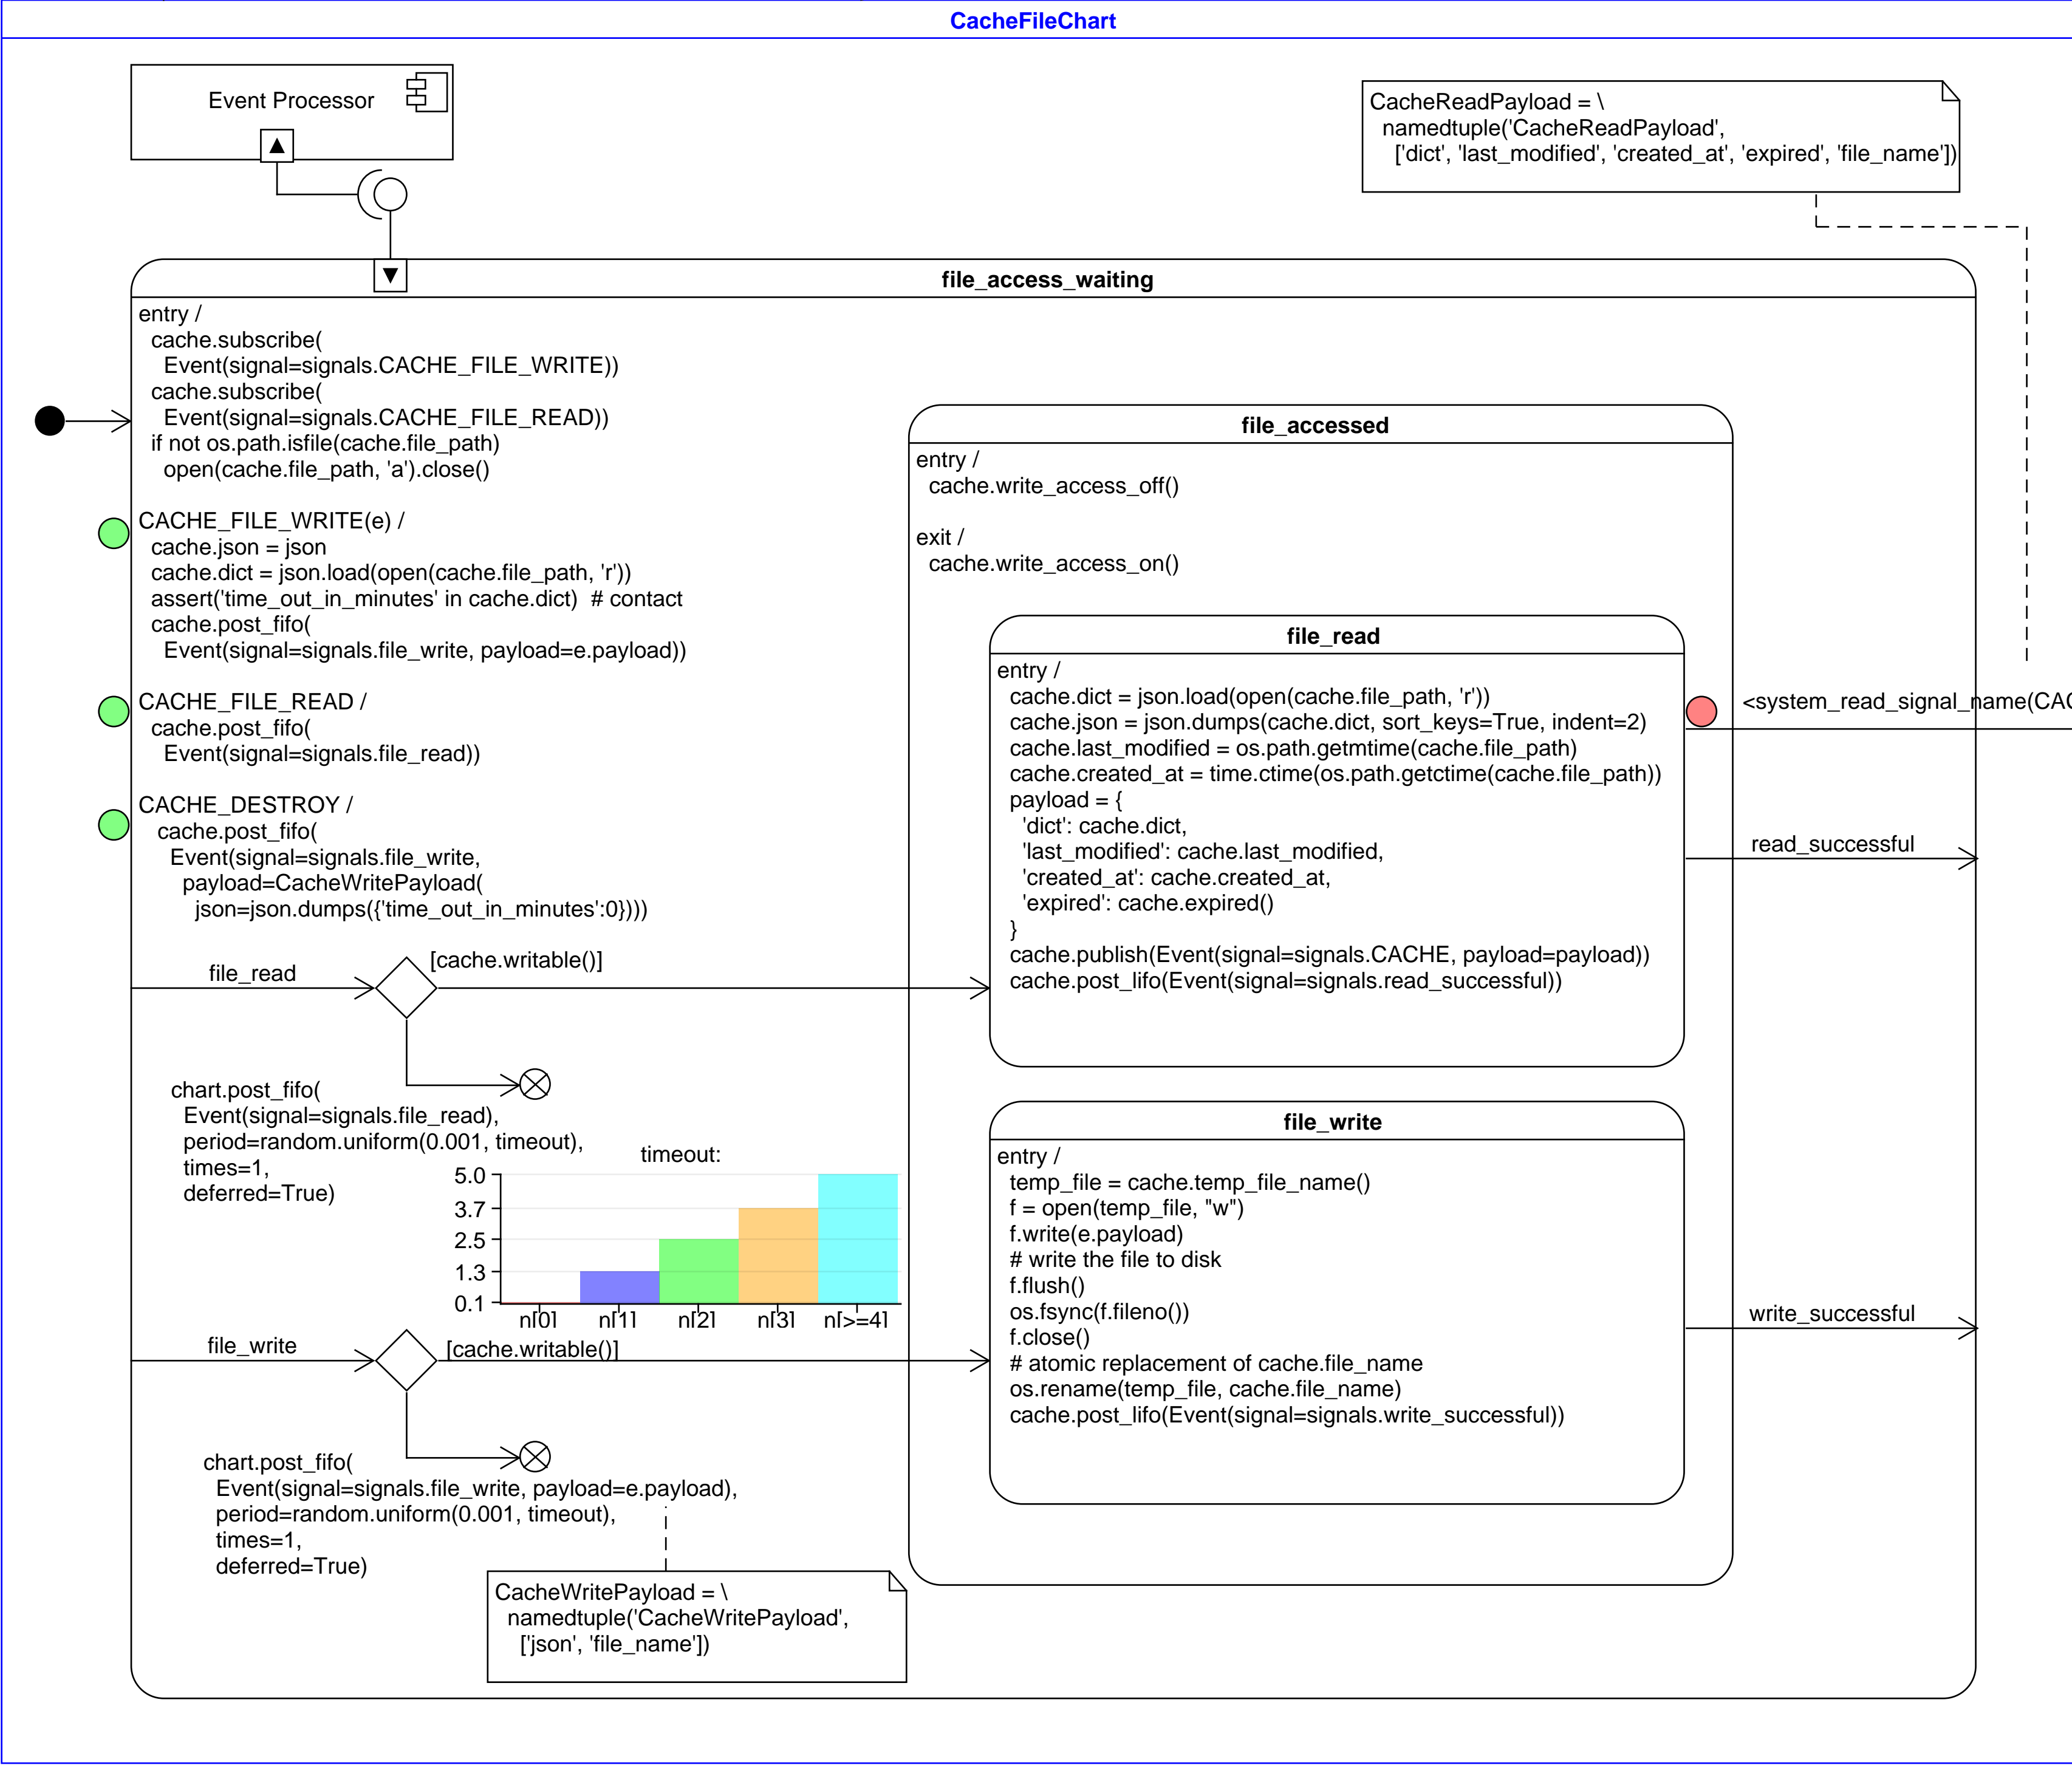 CacheFileChart
Event Processor
CacheReadPayload = \
namedtuple('CacheReadPayload',
['dict', 'last_modified', 'created_at', 'expired', 'file_name'])
file_access_waiting
entry /
cache.subscribe(
Event(signal=signals.CACHE_FILE_WRITE))
cache.subscribe(
Event(signal=signals.CACHE_FILE_READ))
if not os.path.isfile(cache.file_path)
open(cache.file_path, 'a').close()
CACHE_FILE_WRITE(e) /
cache.json = json
cache.dict = json.load(open(cache.file_path, 'r'))
assert('time_out_in_minutes' in cache.dict)  # contact
cache.post_fifo(
Event(signal=signals.file_write, payload=e.payload))
CACHE_FILE_READ /
cache.post_fifo(
Event(signal=signals.file_read))
CACHE_DESTROY /
cache.post_fifo(
Event(signal=signals.file_write,
payload=CacheWritePayload(
json=json.dumps({'time_out_in_minutes':0})))
file_read
[cache.writable()]
chart.post_fifo(
Event(signal=signals.file_read),
period=random.uniform(0.001, timeout),
times=1,
deferred=True)
timeout:
5.0
3.7
2.5
1.3
0.1
n[0] n[1] n[2] n[3] n[>=4]
file_write
[cache.writable()]
chart.post_fifo(
Event(signal=signals.file_write, payload=e.payload),
period=random.uniform(0.001, timeout),
times=1,
deferred=True)
CacheWritePayload = \
namedtuple('CacheWritePayload',
['json', 'file_name'])
file_accessed
entry /
cache.write_access_off()
exit /
cache.write_access_on()
file_read
entry /
cache.dict = json.load(open(cache.file_path, 'r'))
cache.json = json.dumps(cache.dict, sort_keys=True, indent=2)
cache.last_modified = os.path.getmtime(cache.file_path)
cache.created_at = time.ctime(os.path.getctime(cache.file_path))
payload = {
'dict': cache.dict,
'last_modified': cache.last_modified,
'created_at': cache.created_at,
'expired': cache.expired()
}
cache.publish(Event(signal=signals.CACHE, payload=payload))
cache.post_lifo(Event(signal=signals.read_successful))
<system_read_signal_name(CAC
read_successful
file_write
entry /
temp_file = cache.temp_file_name()
f = open(temp_file, "w")
f.write(e.payload)
# write the file to disk
f.flush()
os.fsync(f.fileno())
f.close()
# atomic replacement of cache.file_name
os.rename(temp_file, cache.file_name)
cache.post_lifo(Event(signal=signals.write_successful))
write_successful